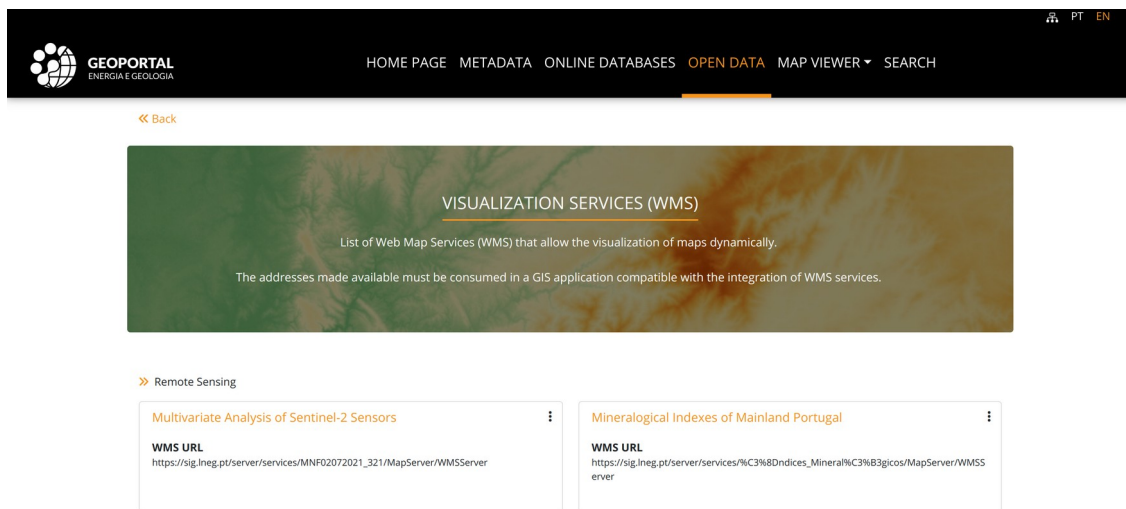 PT EN
GEOPORTAL
ENERGIA E GEOLOGIA
HOME PAGE METADATA ONLINE DATABASES OPEN DATA MAP VIEWER SEARCH
Back
VISUALIZATION SERVICES (WMS)
List of Web Map Services (WMS) that allow the visualization of maps dynamically.
The addresses made available must be consumed in a GIS application compatible with the integration of WMS services.
Remote Sensing
Multivariate Analysis of Sentinel-2 Sensors
WMS URL
https://sig.lneg.pt/server/services/MNF02072021_321/MapServer/WMSServer
Mineralogical Indexes of Mainland Portugal
WMS URL
https://sig.lneg.pt/server/services/%C3%8Dndices_Mineral%C3%B3gicos/MapServer/WMSS
erver